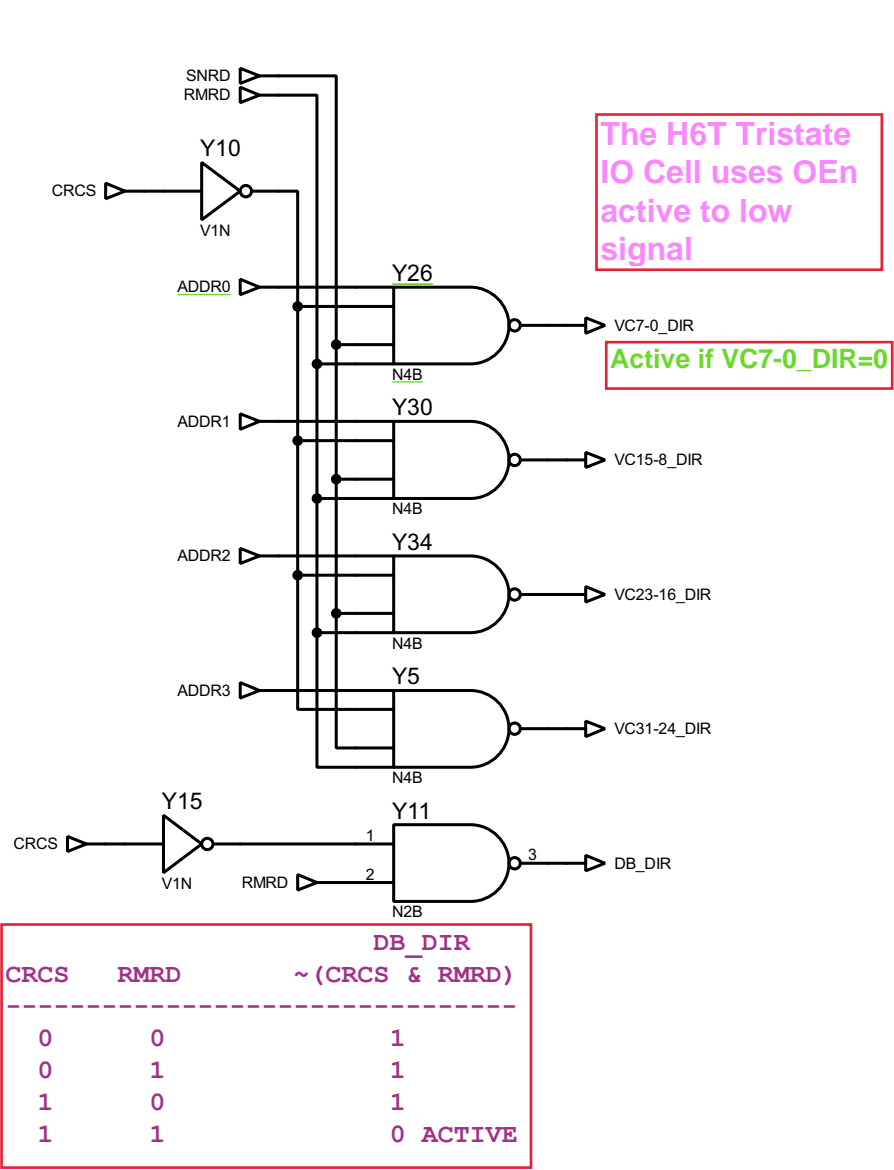 SNRD
RMRD
Y10
CRCS
V1N
The H6T Tristate
IO Cell uses OEn
active to low
signal
ADDR0
Y26
N4B
VC7-0_DIR
Active if VC7-0_DIR=0
ADDR1
Y30
N4B
VC15-8_DIR
ADDR2
Y34
N4B
VC23-16_DIR
ADDR3
Y5
N4B
VC31-24_DIR
Y15
CRCS
V1N
RMRD
Y11
1
2
3
N2B
DB_DIR
DB_DIR
CRCS RMRD ~(CRCS & RMRD)
--------------------------------
0 0 1
0 1 1
1 0 1
1 1 0 ACTIVE